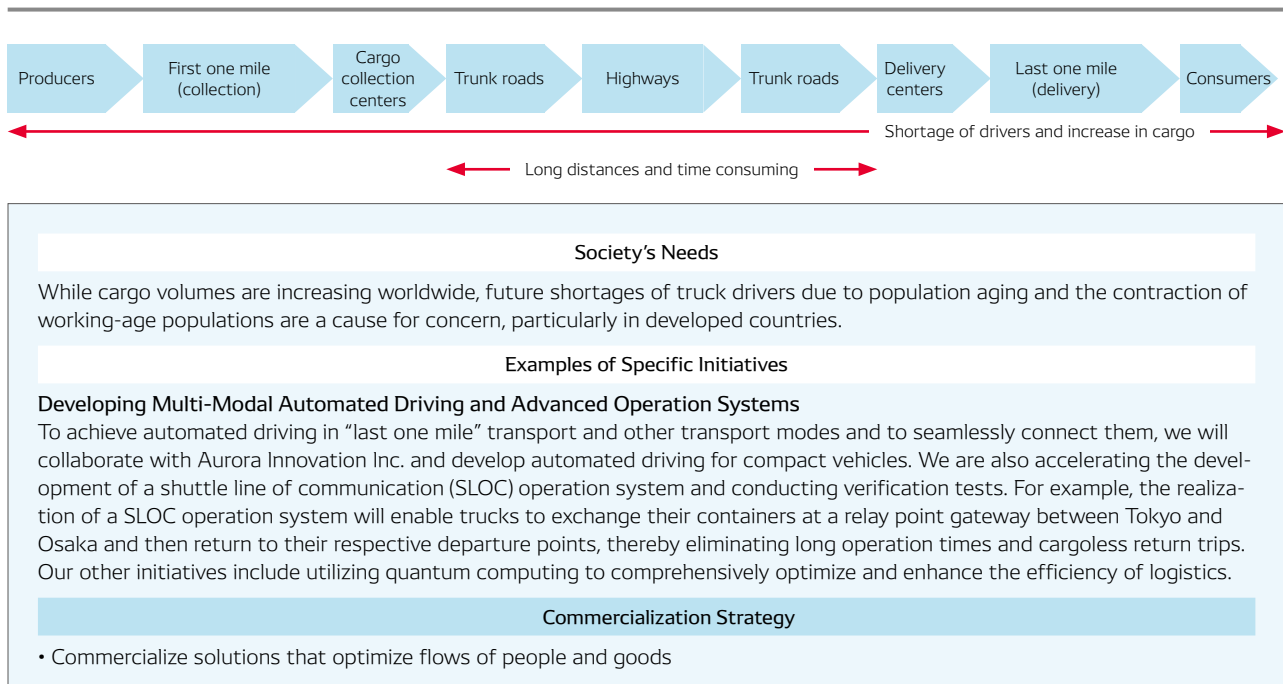 Producers
First one mile
(collection)
Cargo
collection
centers
Trunk roads
Highways
Trunk roads
Delivery
centers
Last one mile
(delivery)
Consumers
Shortage of drivers and increase in cargo
Long distances and time consuming
Society’s Needs
While cargo volumes are increasing worldwide, future shortages of truck drivers due to population aging and the contraction of
working-age populations are a cause for concern, particularly in developed countries.
Examples of Specific Initiatives
Developing Multi-Modal Automated Driving and Advanced Operation Systems
To achieve automated driving in “last one mile” transport and other transport modes and to seamlessly connect them, we will
collaborate with Aurora Innovation Inc. and develop automated driving for compact vehicles. We are also accelerating the devel-
opment of a shuttle line of communication (SLOC) operation system and conducting verification tests. For example, the realiza-
tion of a SLOC operation system will enable trucks to exchange their containers at a relay point gateway between Tokyo and
Osaka and then return to their respective departure points, thereby eliminating long operation times and cargoless return trips.
Our other initiatives include utilizing quantum computing to comprehensively optimize and enhance the efficiency of logistics.
Commercialization Strategy
• Commercialize solutions that optimize flows of people and goods